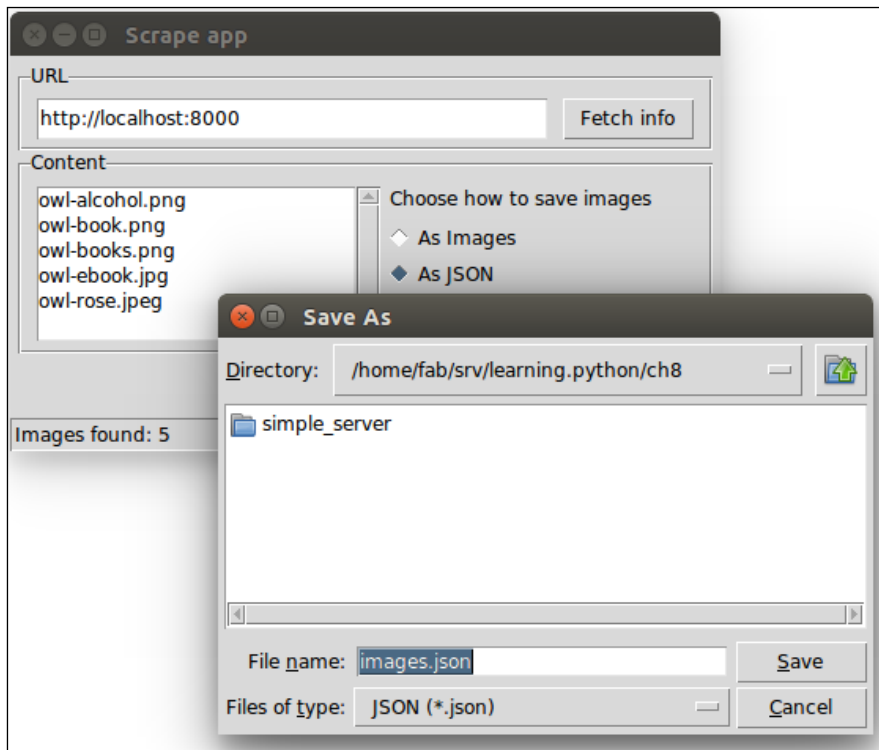 Scrape app
URL
http://localhost:8000
Fetch info
Content
owl-alcohol.png
owl-book.png
owl-books.png
owl-ebook.jpg
owl-rose.jpeg
Choose how to save images
As Images
As JSON
Images found: 5
Save As
Directory: /home/fab/srv/learning.python/ch8
simple_server
File name: images.json
Save
Files of type: JSON (*.json)
Cancel